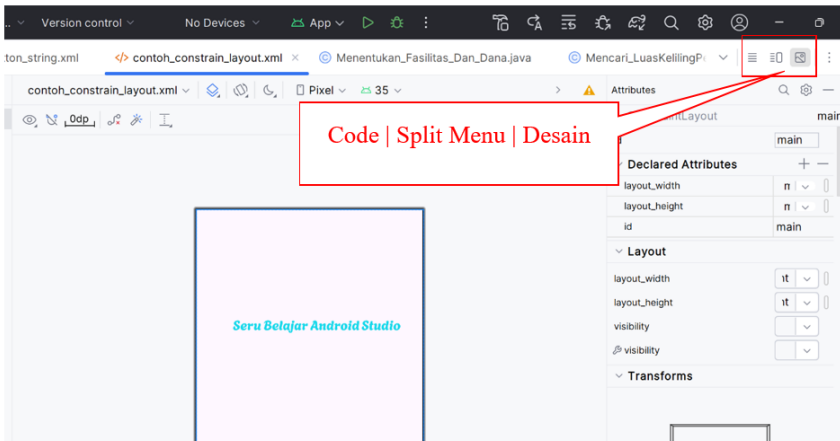 Version control No Devices App
ton_string.xml contoh_constrain_layout.xml Menentukan_Fasilitas_Dan_Dana.java Mencari_LuasKelilingP
contoh_constrain_layout.xml Pixel 35 Attributes
0dp
Code | Split Menu | Desain
ntLayout main
main
Declared Attributes
layout_width
layout_height
id main
Layout
layout_width
layout_height
visibility
visibility
Transforms
Seru Belajar Android Studio